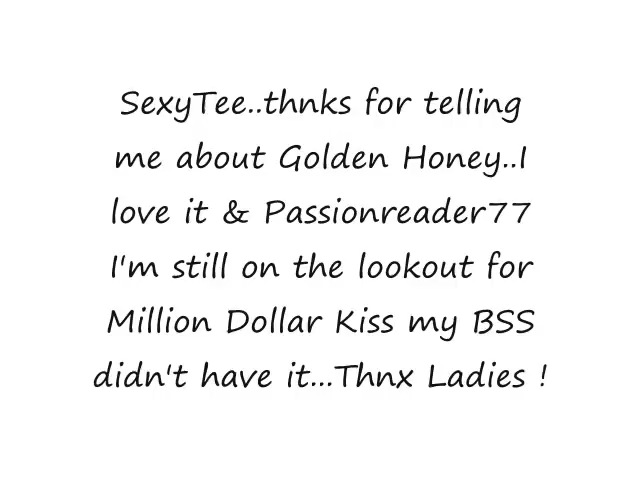 SexyTee..thnks for telling
me about Golden Honey..I
love it & Passionreader77
I'm still on the lookout for
Million Dollar Kiss my BSS
didn't have it...Thnx Ladies !